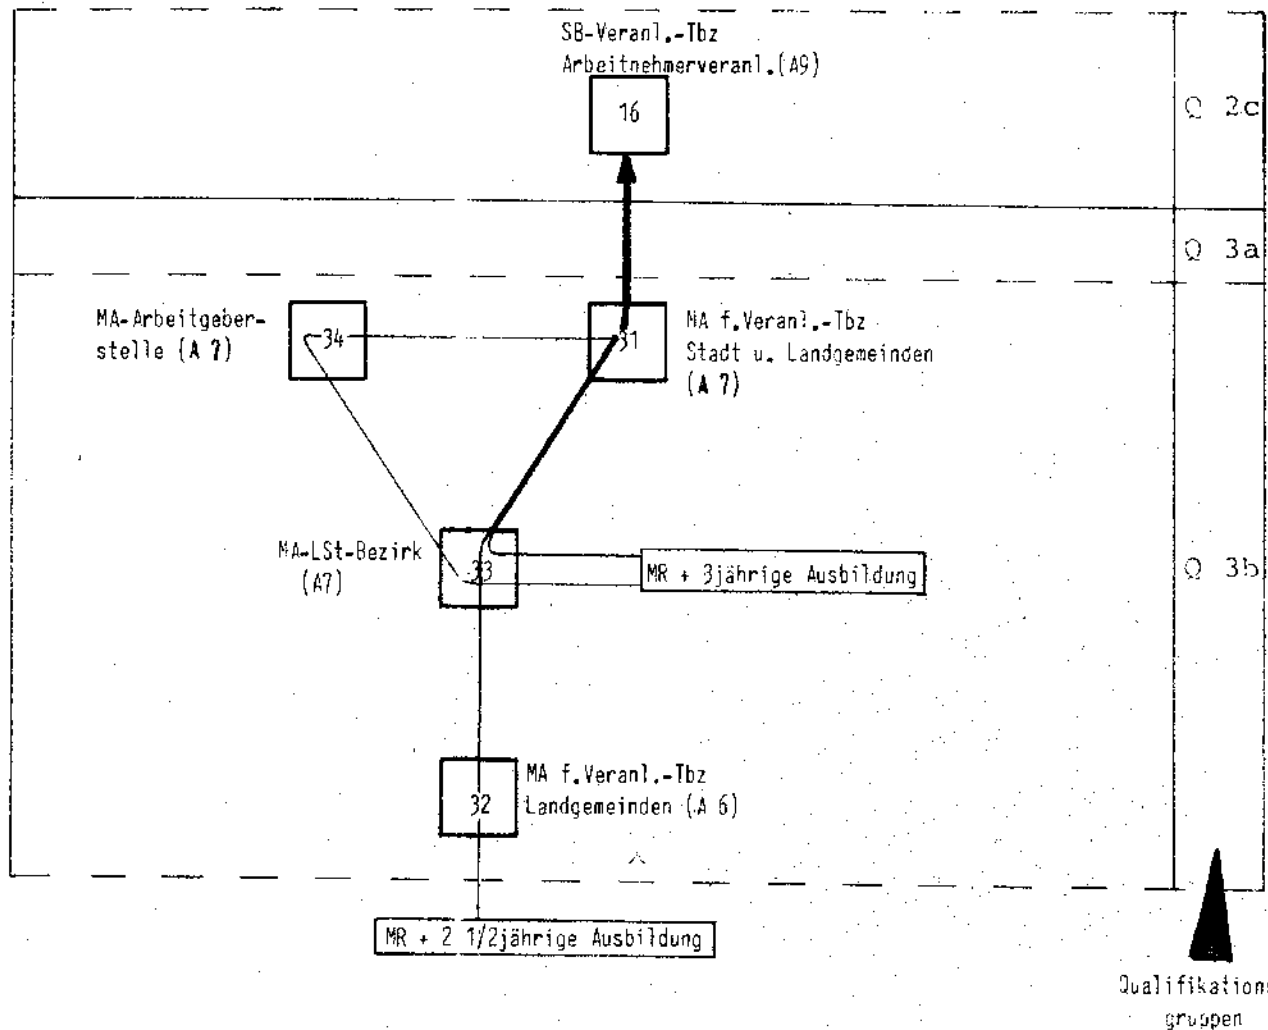 SB-Veranl.-Tbz
Arbeitnehmerveranl.(A9)
16
Q 2c
Q 3a
MA-Arbeitgeber-
stelle (A 7)
34
31
MA f.Veranl.-Tbz
Stadt u. Landgemeinden
(A 7)
MA-LSt-Bezirk
(A7)
33
MR + 3jährige Ausbildung
Q 3b
32
MA f.Veranl.-Tbz
Landgemeinden (A 6)
MR + 2 1/2jährige Ausbildung
Qualifikations
gruppen